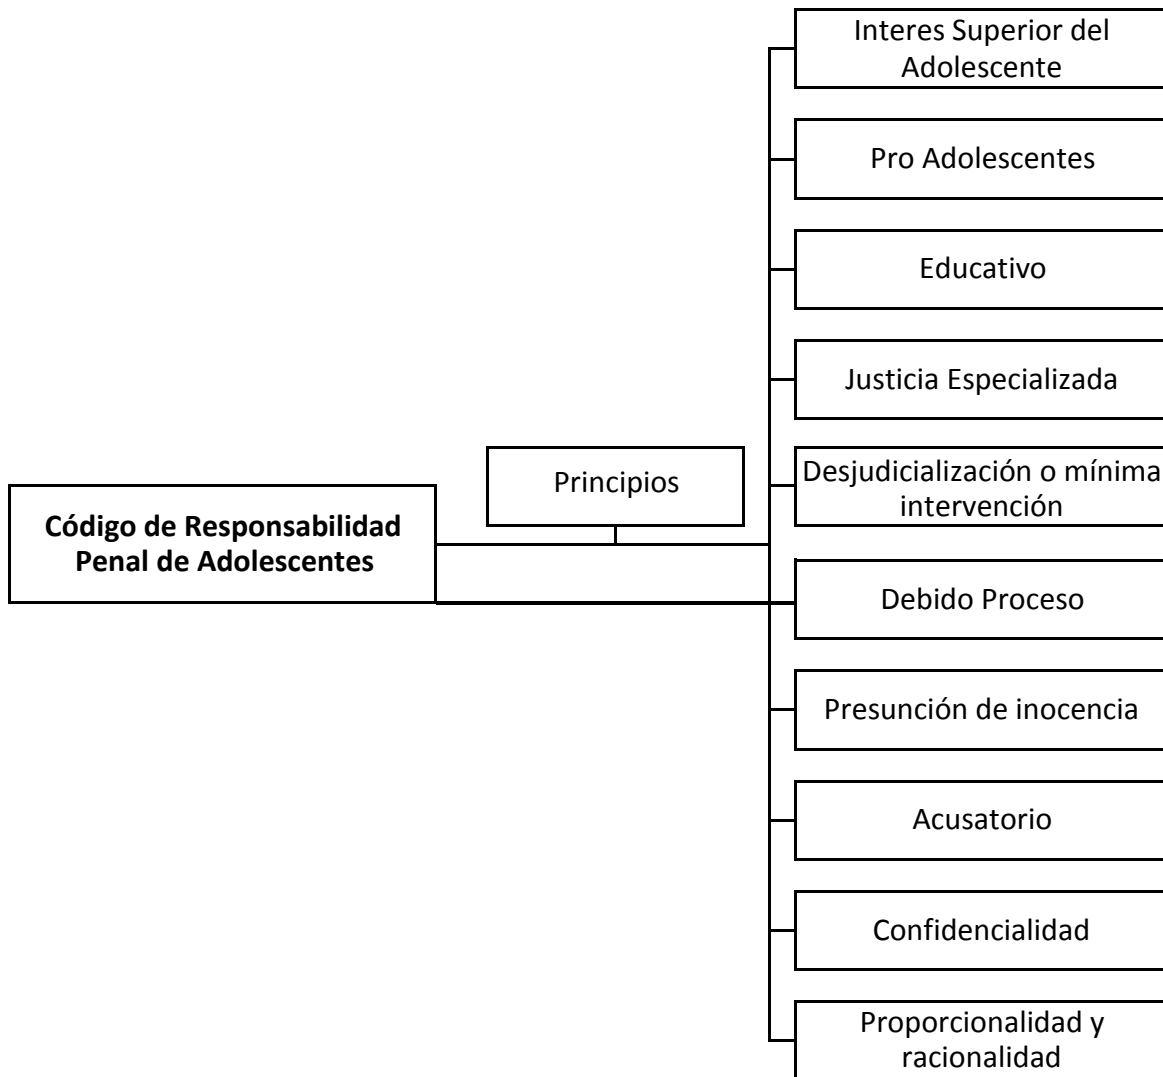 Código de Responsabilidad
Penal de Adolescentes
Principios
Interes Superior del
Adolescente
Pro Adolescentes
Educativo
Justicia Especializada
Desjudicialización o mínima
intervención
Debido Proceso
Presunción de inocencia
Acusatorio
Confidencialidad
Proporcionalidad y
racionalidad